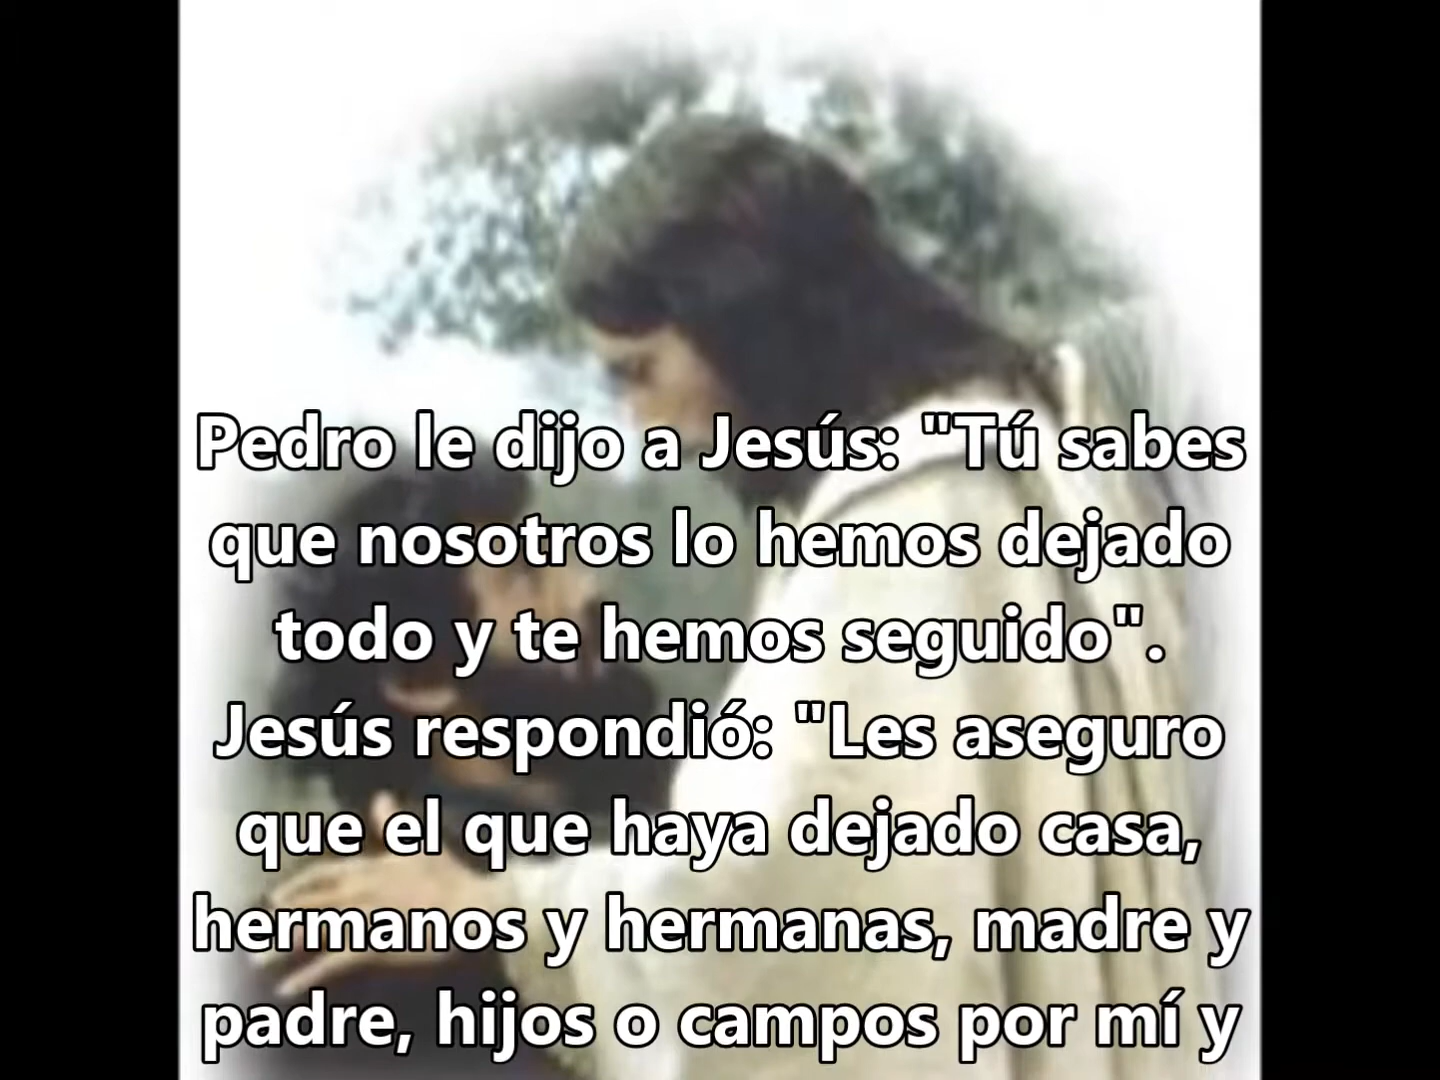 Pedro le dijo a Jesús: "Tú sabes
que nosotros lo hemos dejado
todo y te hemos seguido".
Jesús respondió: "Les aseguro
que el que haya dejado casa,
hermanos y hermanas, madre y
padre, hijos o campos por mí y